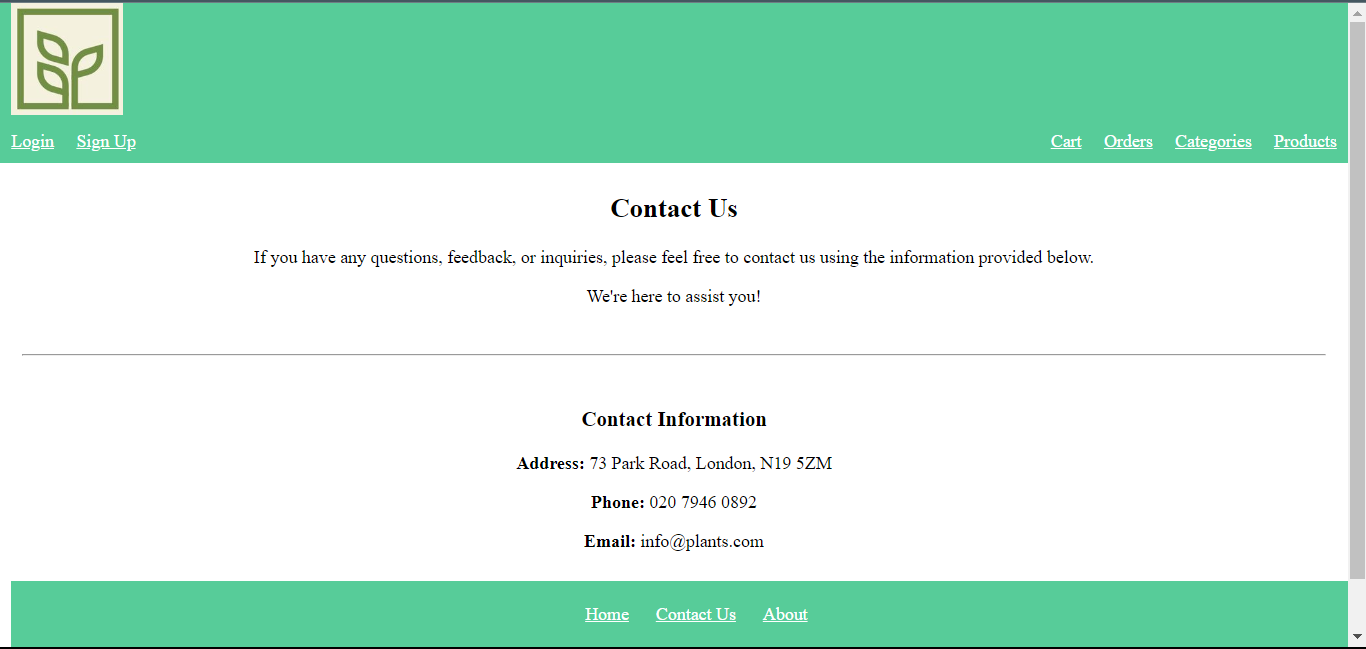 Login Sign Up Cart Orders Categories Products
Contact Us
If you have any questions, feedback, or inquiries, please feel free to contact us using the information provided below.
We're here to assist you!
Contact Information
Address: 73 Park Road, London, N19 5ZM
Phone: 020 7946 0892
Email: info@plants.com
Home Contact Us About